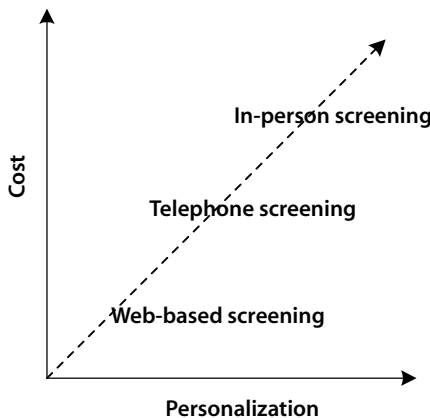 In-person screening
Telephone screening
Web-based screening
Cost
Personalization